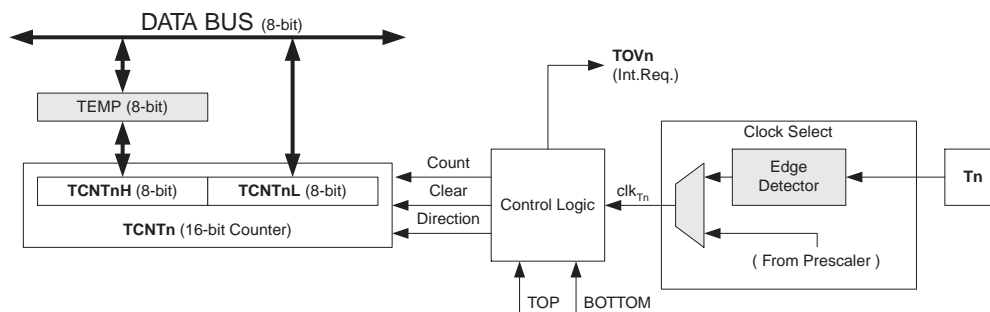 DATA BUS (8-bit)
TEMP (8-bit)
TCNTnH (8-bit)
TCNTnL (8-bit)
TCNTn (16-bit Counter)
Count
Clear
Direction
Control Logic
TOVn
(Int.Req.)
TOP
BOTTOM
clkTn
Clock Select
Edge
Detector
( From Prescaler )
Tn